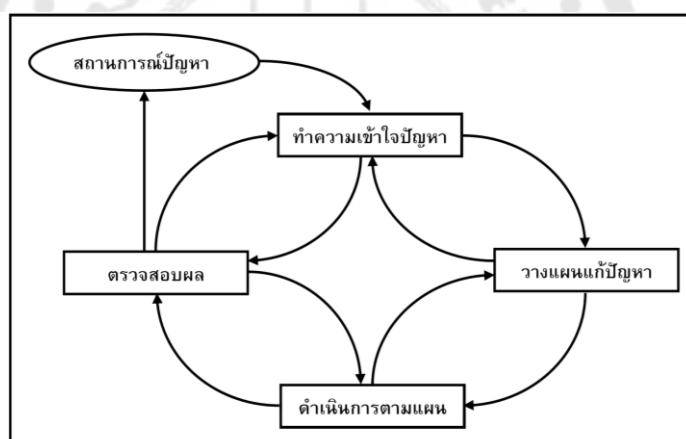 สถานการณ์ปัญหา
ทำความเข้าใจปัญหา
ตรวจสอบผล
วางแผนแก้ปัญหา
ดำเนินการตามแผน